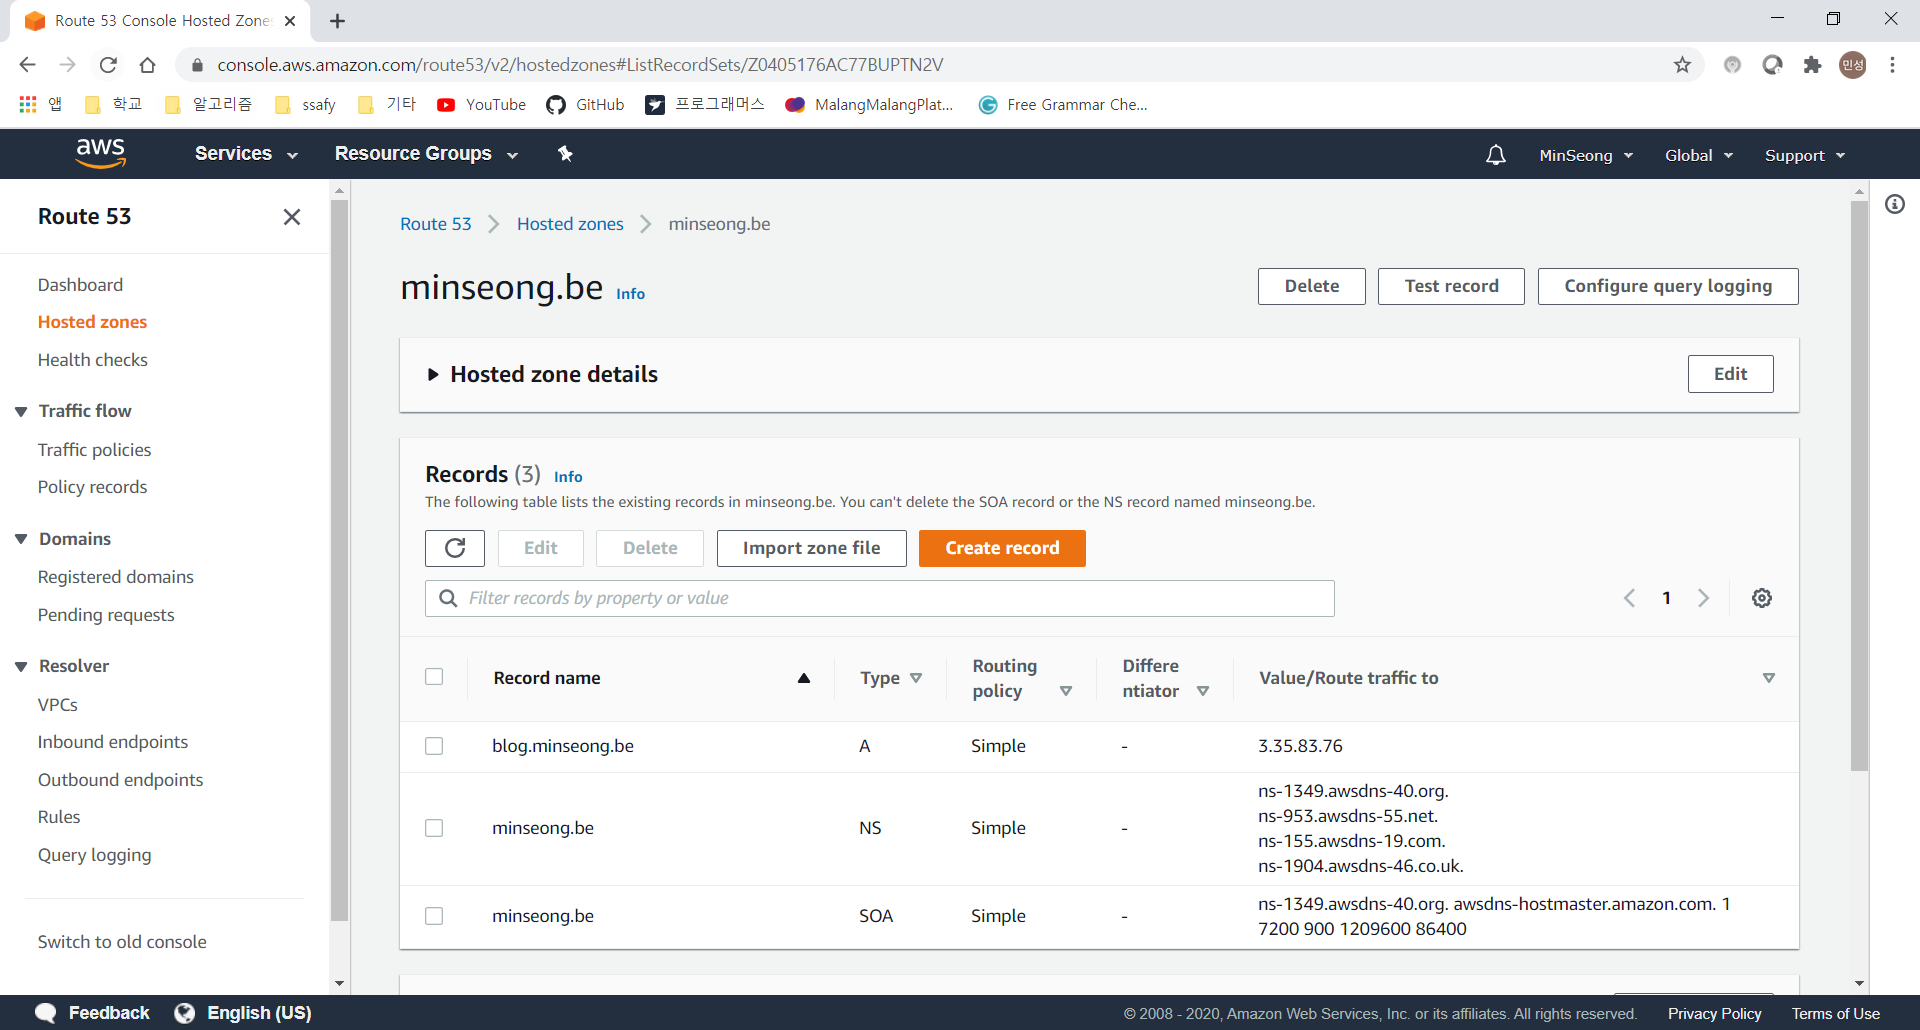 Route 53 Console Hosted Zone
console.aws.amazon.com/route53/v2/hostedzones#ListRecordSets/Z0405176AC77BUPTN2V
민성
앱 학교 알고리즘 ssafy 기타 YouTube GitHub 프로그래머스 MalangMalangPlat... Free Grammar Che...
aws Services Resource Groups MinSeong Global Support
Route 53
Dashboard
Hosted zones
Health checks
Traffic flow
Traffic policies
Policy records
Domains
Registered domains
Pending requests
Resolver
VPCs
Inbound endpoints
Outbound endpoints
Rules
Query logging
Switch to old console
Route 53 Hosted zones minseong.be
minseong.be Info
Delete Test record Configure query logging
Hosted zone details Edit
Records (3) Info
The following table lists the existing records in minseong.be. You can't delete the SOA record or the NS record named minseong.be.
Edit Delete Import zone file Create record
Filter records by property or value
1
Record name Type Routing policy Differentiator Value/Route traffic to
blog.minseong.be A Simple - 3.35.83.76
minseong.be NS Simple - ns-1349.awsdns-40.org.
ns-953.awsdns-55.net.
ns-155.awsdns-19.com.
ns-1904.awsdns-46.co.uk.
minseong.be SOA Simple - ns-1349.awsdns-40.org. awsdns-hostmaster.amazon.com. 1
7200 900 1209600 86400
Feedback English (US) © 2008 - 2020, Amazon Web Services, Inc. or its affiliates. All rights reserved. Privacy Policy Terms of Use